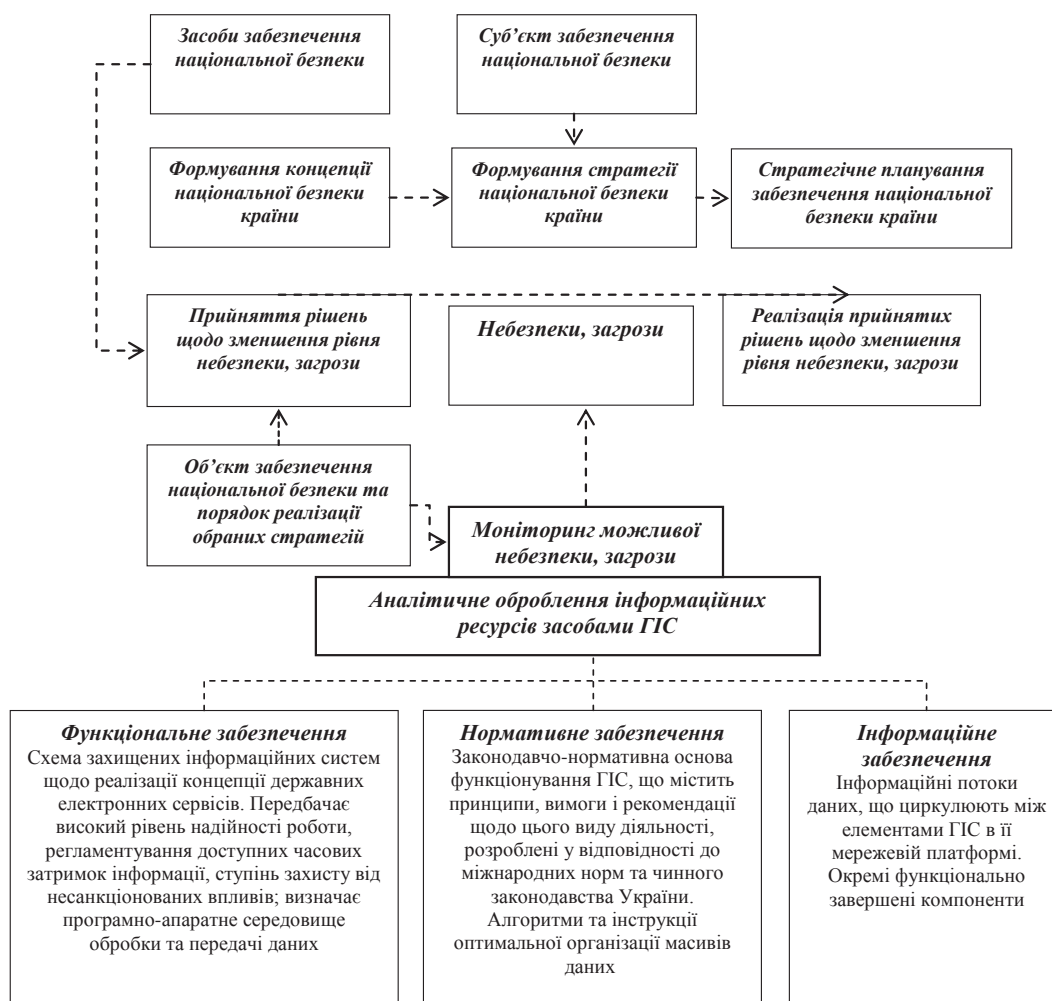 Засоби забезпечення
національної безпеки
Суб’єкт забезпечення
національної безпеки
Формування концепції
національної безпеки
країни
Формування стратегії
національної безпеки
країни
Стратегічне планування
забезпечення національної
безпеки країни
Прийняття рішень
щодо зменшення рівня
небезпеки, загрози
Небезпеки, загрози
Реалізація прийнятих
рішень щодо зменшення
рівня небезпеки, загрози
Об’єкт забезпечення
національної безпеки та
порядок реалізації
обраних стратегій
Моніторинг можливої
небезпеки, загрози
Аналітичне оброблення інформаційних
ресурсів засобами ГІС
Функціональне забезпечення
Схема захищених інформаційних систем
щодо реалізації концепції державних
електронних сервісів. Передбачає
високий рівень надійності роботи,
регламентування доступних часових
затримок інформації, ступінь захисту від
несанкціонованих впливів; визначає
програмно-апаратне середовище
обробки та передачі даних
Нормативне забезпечення
Законодавчо-нормативна основа
функціонування ГІС, що містить
принципи, вимоги і рекомендації
щодо цього виду діяльності,
розроблені у відповідності до
міжнародних норм та чинного
законодавства України.
Алгоритми та інструкції
оптимальної організації масивів
даних
Інформаційне
забезпечення
Інформаційні потоки
даних, що циркулюють між
елементами ГІС в її
мережевій платформі.
Окремі функціонально
завершені компоненти